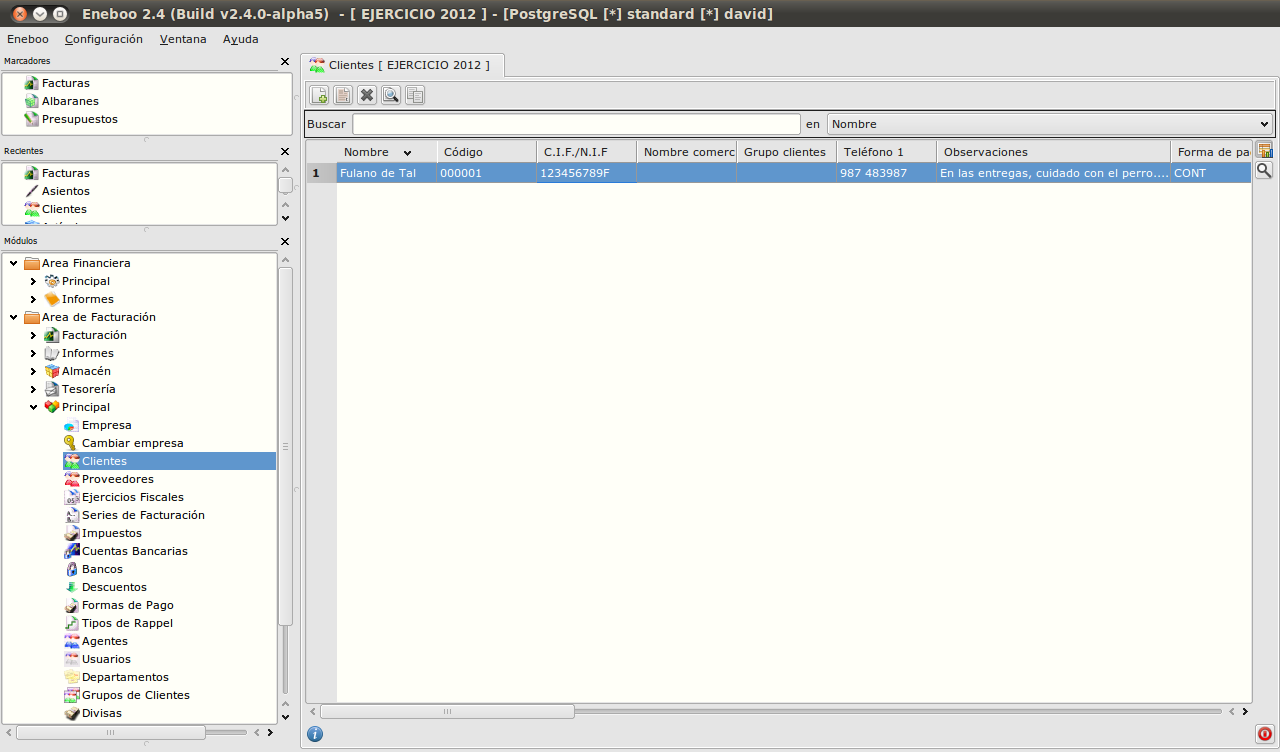 Eneboo 2.4 (Build v2.4.0-alpha5) - [ EJERCICIO 2012 ] - [PostgreSQL [*] standard [*] david]
Eneboo Configuración Ventana Ayuda
Marcadores
Facturas
Albaranes
Presupuestos
Recientes
Facturas
Asientos
Clientes
Módulos
Area Financiera
Principal
Informes
Area de Facturación
Facturación
Informes
Almacén
Tesorería
Principal
Empresa
Cambiar empresa
Clientes
Proveedores
Ejercicios Fiscales
Series de Facturación
Impuestos
Cuentas Bancarias
Bancos
Descuentos
Formas de Pago
Tipos de Rappel
Agentes
Usuarios
Departamentos
Grupos de Clientes
Divisas
Clientes [ EJERCICIO 2012 ]
Buscar en Nombre
Nombre Código C.I.F./N.I.F Nombre comerc Grupo clientes Teléfono 1 Observaciones Forma de pa
1 Fulano de Tal 000001 123456789F 987 483987 En las entregas, cuidado con el perro.... CONT